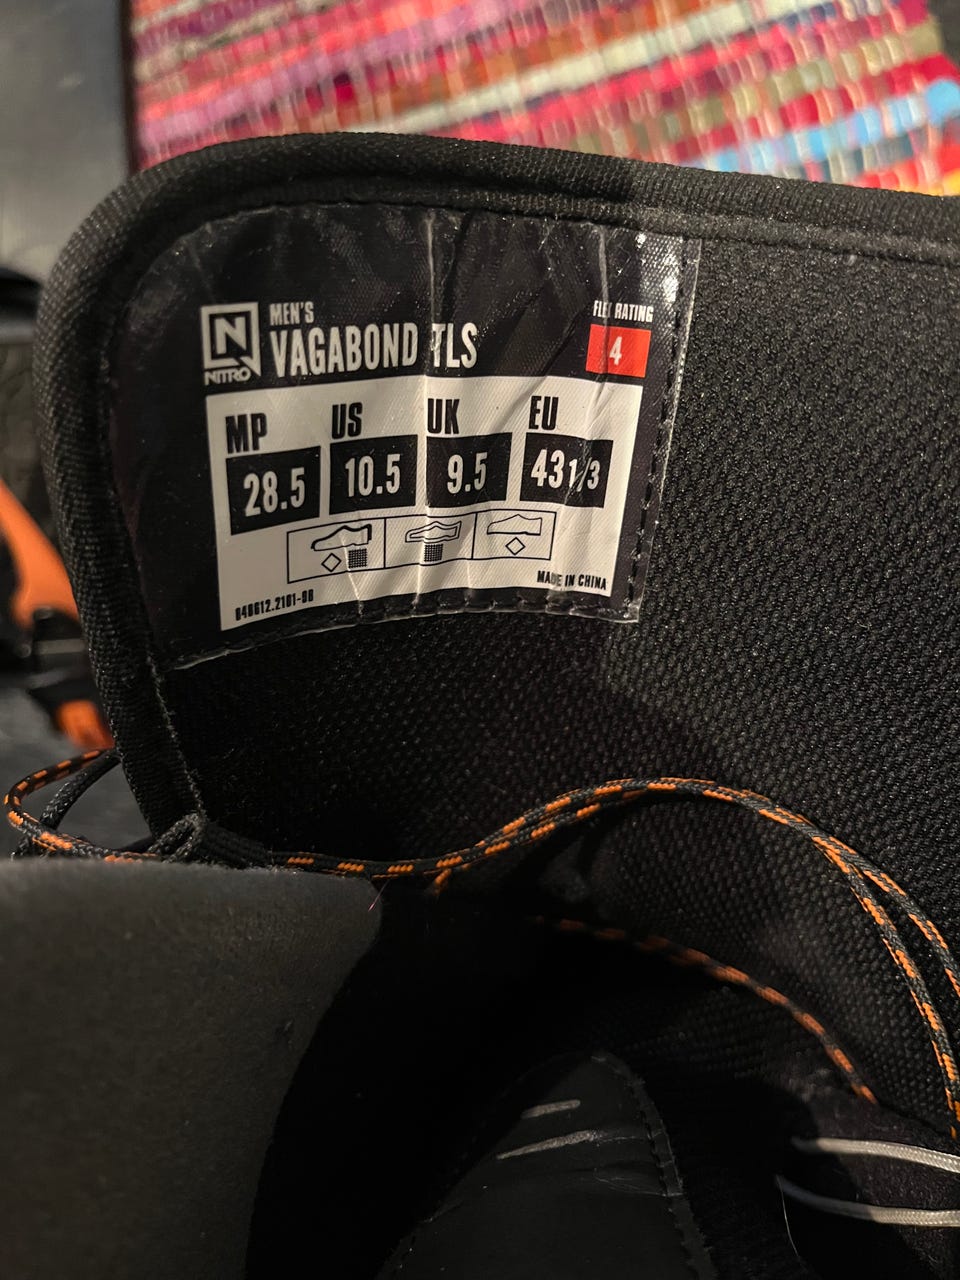 N
NITRO
MEN'S
VAGABOND TLS
FLEX RATING
4
MP US UK EU
28.5 10.5 9.5 43 1/3
MADE IN CHINA